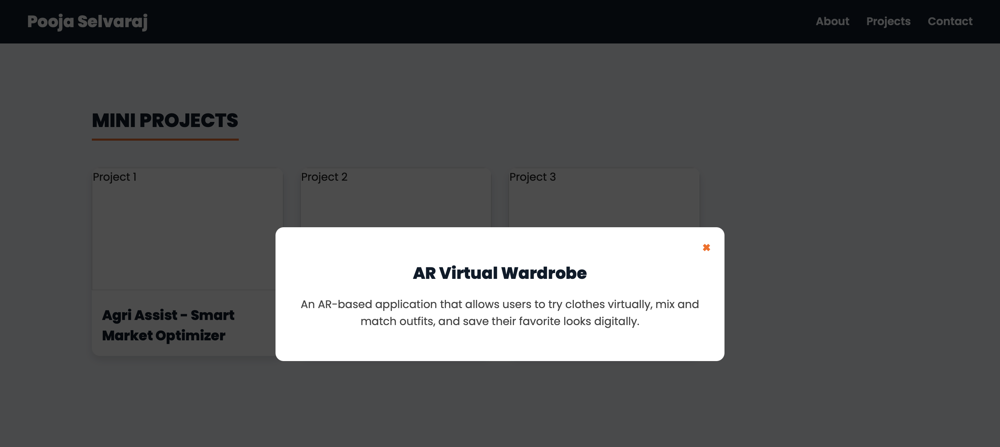 Pooja Selvaraj
About Projects Contact
MINI PROJECTS
Project 1
Project 2
Project 3
✖
AR Virtual Wardrobe
An AR-based application that allows users to try clothes virtually, mix and
match outfits, and save their favorite looks digitally.
Agri Assist – Smart
Market Optimizer